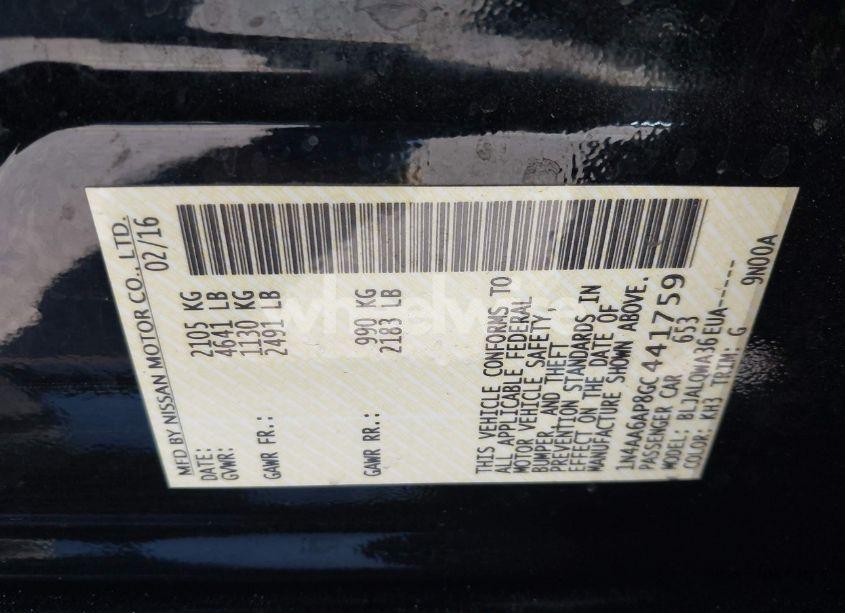 MFD BY NISSAN MOTOR CO., LTD.
DATE: 02/16
GVWR: 2105 KG
4641 LB
GAWR FR.: 1130 KG
2491 LB
GAWR RR.: 990 KG
2183 LB
THIS VEHICLE CONFORMS TO
ALL APPLICABLE FEDERAL
MOTOR VEHICLE SAFETY,
BUMPER, AND THEFT
PREVENTION STANDARDS IN
EFFECT ON THE DATE OF
MANUFACTURE SHOWN ABOVE.
1N4AA6AP8GC441759
PASSENGER CAR 653
MODEL: BLJALOWA36EUA-----
COLOR: KH3 TRIM: G 9N00A